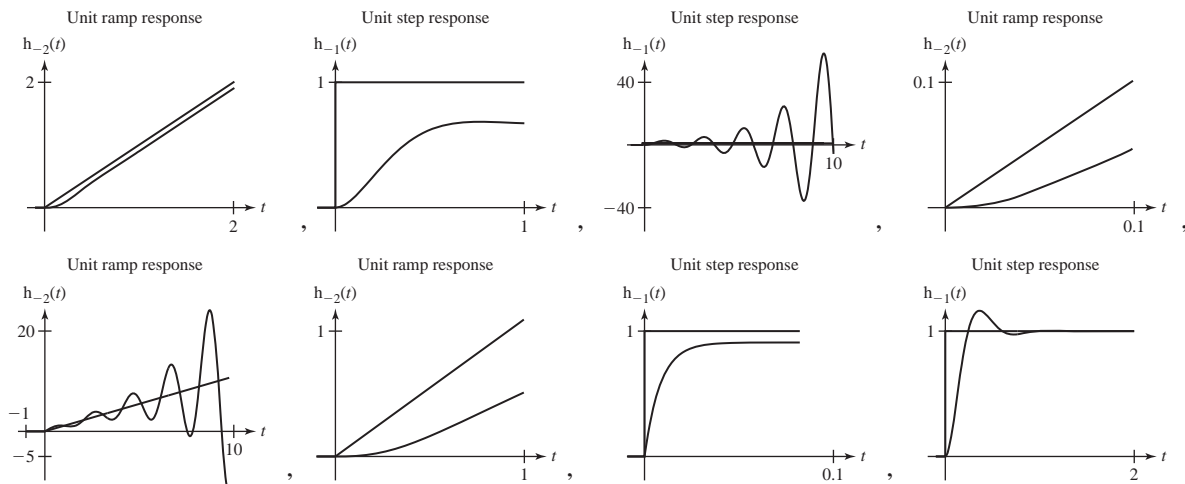 Unit ramp response
h₋₂(t)
2
t
2
,
Unit step response
h₋₁(t)
1
t
1
,
Unit step response
h₋₁(t)
40
t
10
−40
,
Unit ramp response
h₋₂(t)
0.1
t
0.1
,
Unit ramp response
h₋₂(t)
20
−1
t
10
−5
,
Unit ramp response
h₋₂(t)
1
t
1
,
Unit step response
h₋₁(t)
1
t
0.1
,
Unit step response
h₋₁(t)
1
t
2